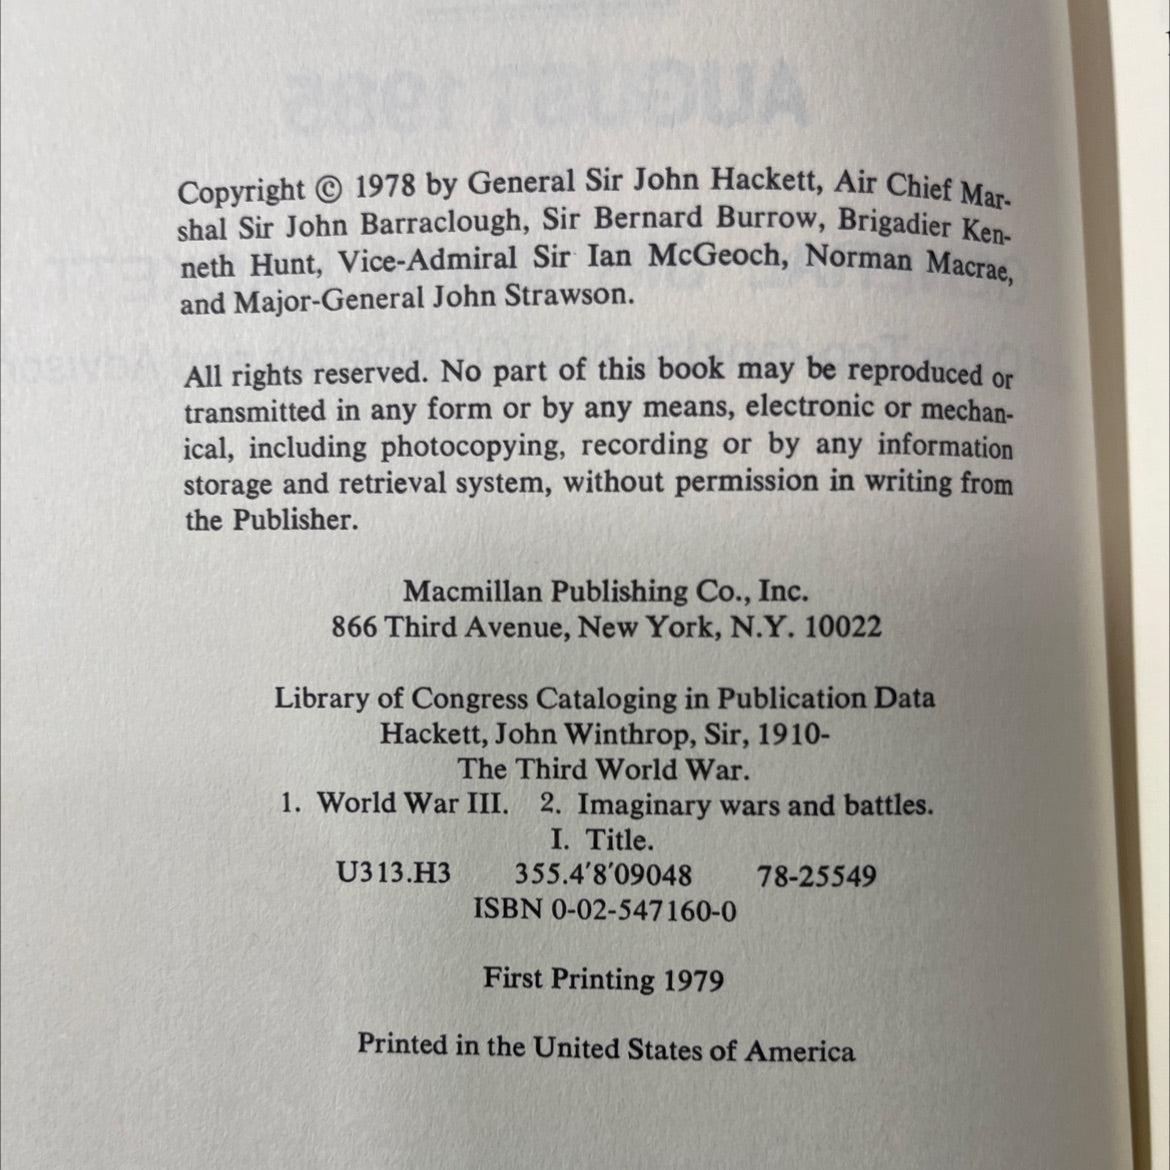 Copyright © 1978 by General Sir John Hackett, Air Chief Mar-
shal Sir John Barraclough, Sir Bernard Burrow, Brigadier Ken-
neth Hunt, Vice-Admiral Sir Ian McGeoch, Norman Macrae,
and Major-General John Strawson.
All rights reserved. No part of this book may be reproduced or
transmitted in any form or by any means, electronic or mechan-
ical, including photocopying, recording or by any information
storage and retrieval system, without permission in writing from
the Publisher.
Macmillan Publishing Co., Inc.
866 Third Avenue, New York, N.Y. 10022
Library of Congress Cataloging in Publication Data
Hackett, John Winthrop, Sir, 1910-
The Third World War.
1. World War III. 2. Imaginary wars and battles.
I. Title.
U313.H3 355.4′8′09048 78-25549
ISBN 0-02-547160-0
First Printing 1979
Printed in the United States of America